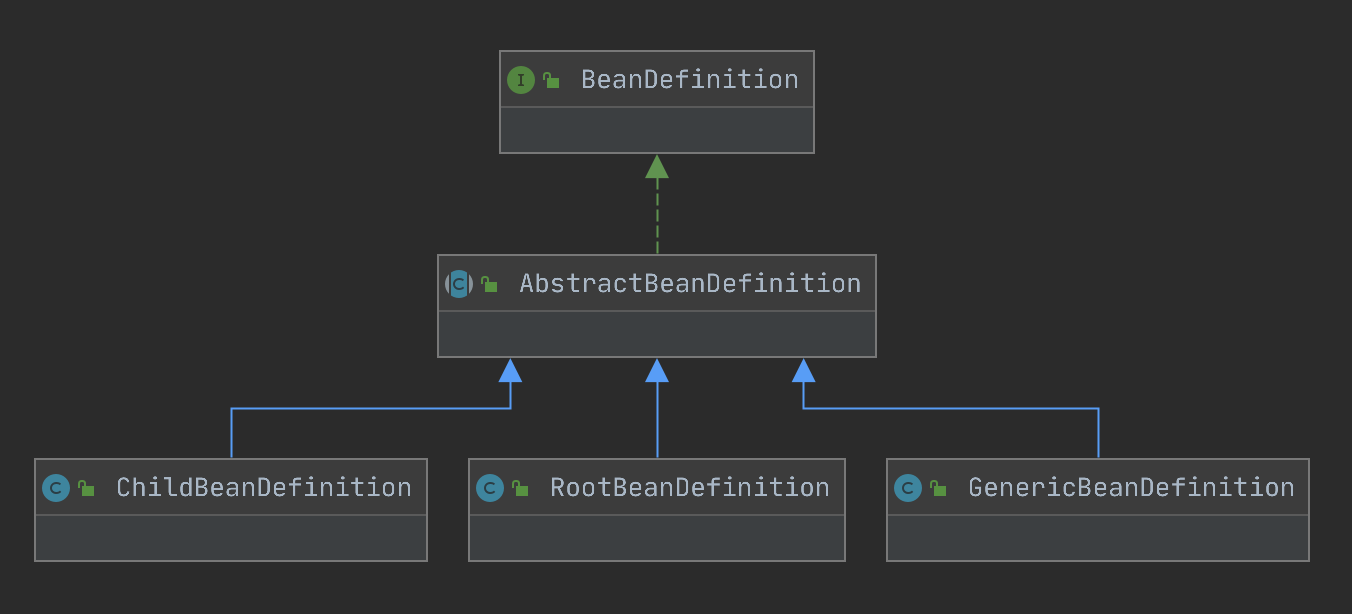 I BeanDefinition
C AbstractBeanDefinition
C ChildBeanDefinition
C RootBeanDefinition
C GenericBeanDefinition